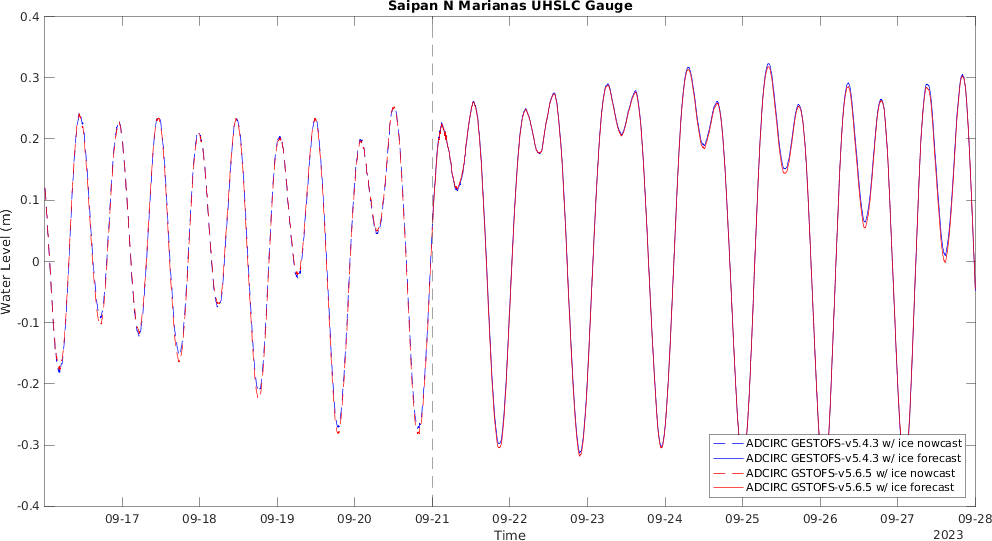 Saipan N Marianas UHSLC Gauge
Water Level (m)
0.4
0.3
0.2
0.1
0
-0.1
-0.2
-0.3
-0.4
ADCIRC GESTOFS-v5.4.3 w/ ice nowcast
ADCIRC GESTOFS-v5.4.3 w/ ice forecast
ADCIRC GSTOFS-v5.6.5 w/ ice nowcast
ADCIRC GSTOFS-v5.6.5 w/ ice forecast
09-17 09-18 09-19 09-20 09-21 09-22 09-23 09-24 09-25 09-26 09-27 09-28
Time
2023